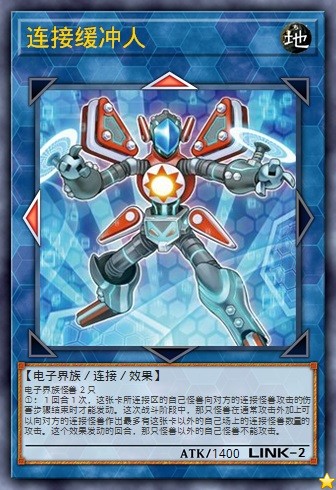 连接缓冲人
地
【电子界族／连接／效果】
电子界族怪兽２只
①：１回合１次，这张卡所连接区的自己怪兽向对方的连接怪兽攻击的伤
害步骤结束时才能发动。这次战斗阶段中，那只怪兽在通常攻击外加上可
以向对方的连接怪兽作出最多有这张卡以外的自己场上的连接怪兽数量的
攻击。这个效果发动的回合，那只怪兽以外的自己怪兽不能攻击。
ATK/1400 LINK-2